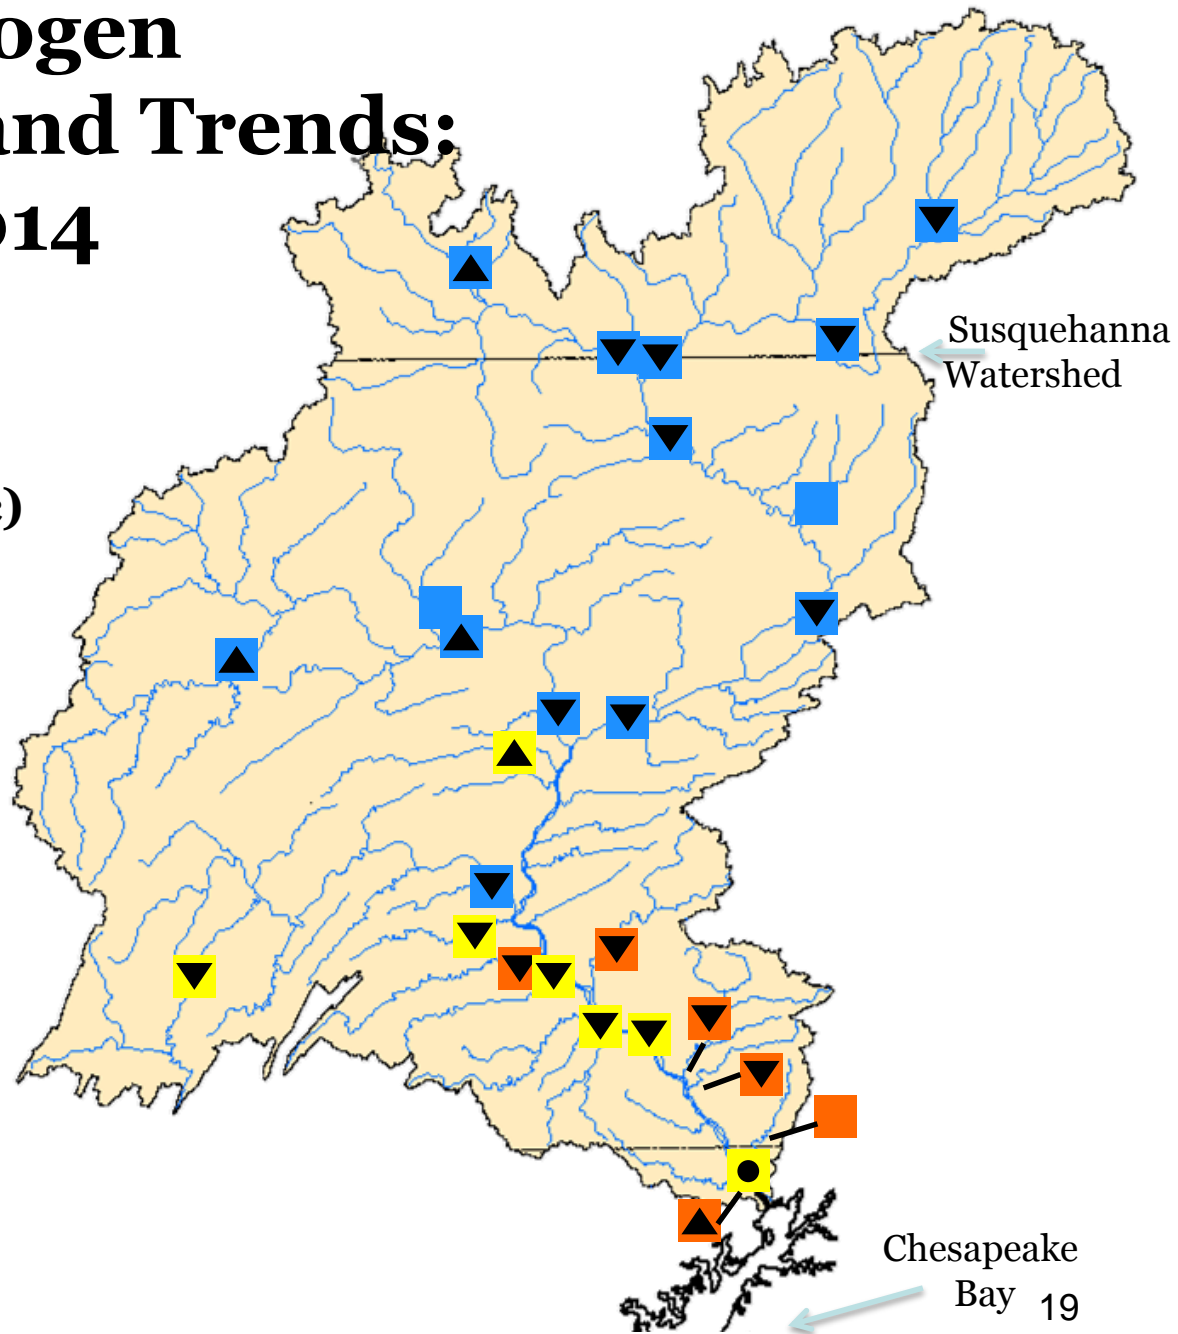 ogen
and Trends:
014
Susquehanna
Watershed
)
Chesapeake
Bay
19